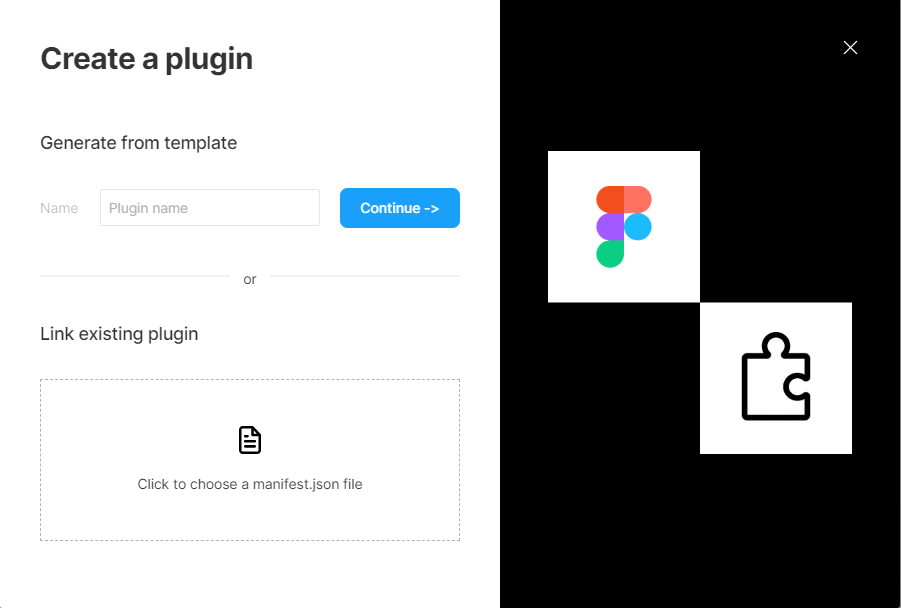 Create a plugin
Generate from template
Name
Plugin name
Continue ->
or
Link existing plugin
Click to choose a manifest.json file